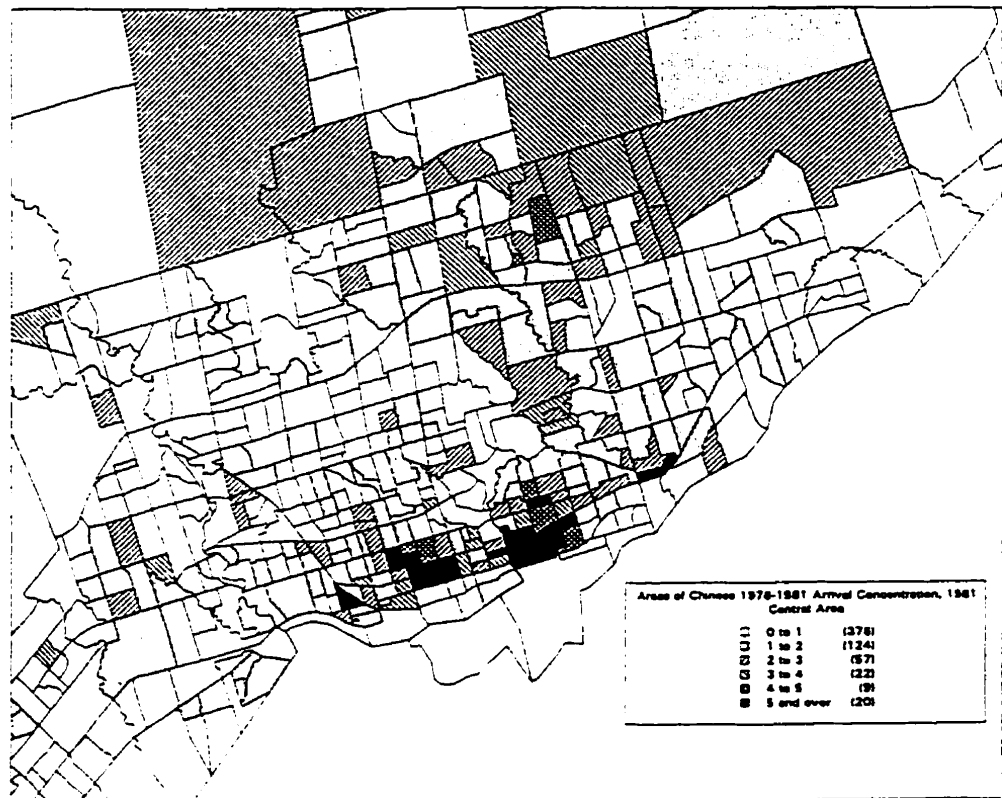 Areas of Chinese 1978-1981 Arrival Concentration, 1981
Central Area
0 to 1 (376)
1 to 2 (124)
2 to 3 (57)
3 to 4 (22)
4 to 5 (9)
5 and over (20)